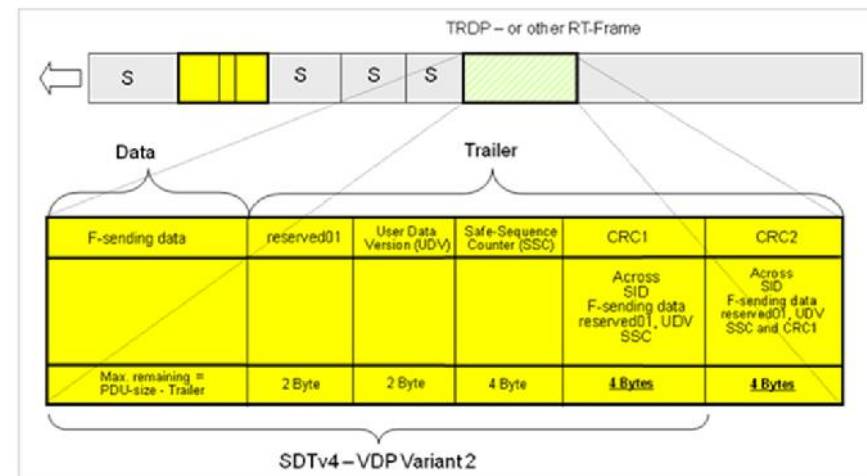 TRDP – or other RT-Frame
S
S
S
S
Data
Trailer
F-sending data
reserved01
User Data
Version (UDV)
Safe-Sequence
Counter (SSC)
CRC1
CRC2
Across
SID
F-sending data
reserved01, UDV
SSC
Across
SID
F-sending data
reserved01, UDV
SSC and CRC1
Max. remaining =
PDU-size - Trailer
2 Byte
2 Byte
4 Byte
4 Bytes
4 Bytes
SDTv4 – VDP Variant 2